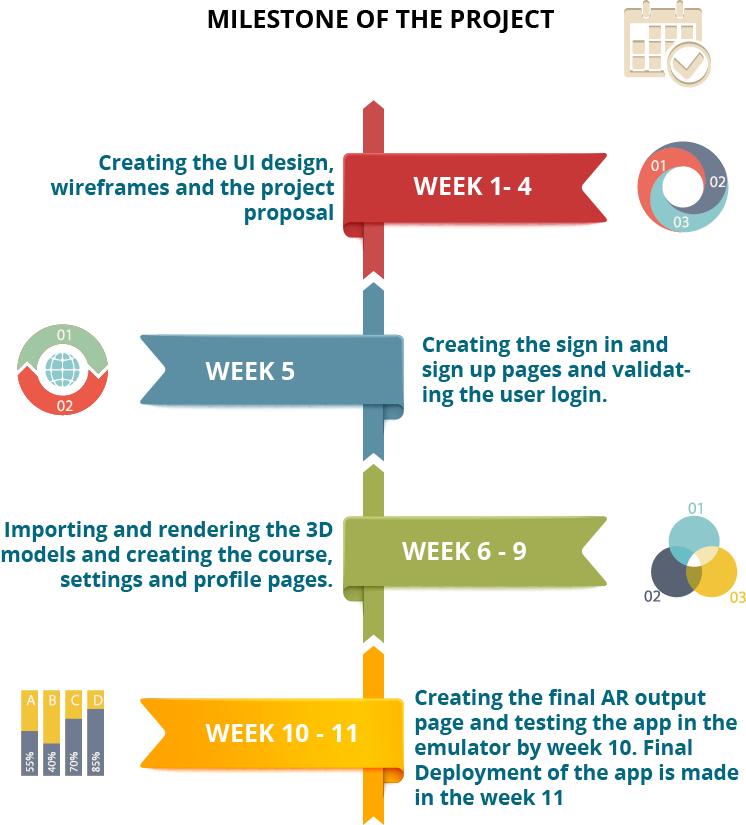 MILESTONE OF THE PROJECT
Creating the UI design,
wireframes and the project
proposal
WEEK 1- 4
01
02
03
01
02
WEEK 5
Creating the sign in and
sign up pages and validat-
ing the user login.
Importing and rendering the 3D
models and creating the course,
settings and profile pages.
WEEK 6 - 9
01
02
03
A B C D
55% 40% 70% 85%
WEEK 10 - 11
Creating the final AR output
page and testing the app in the
emulator by week 10. Final
Deployment of the app is made
in the week 11